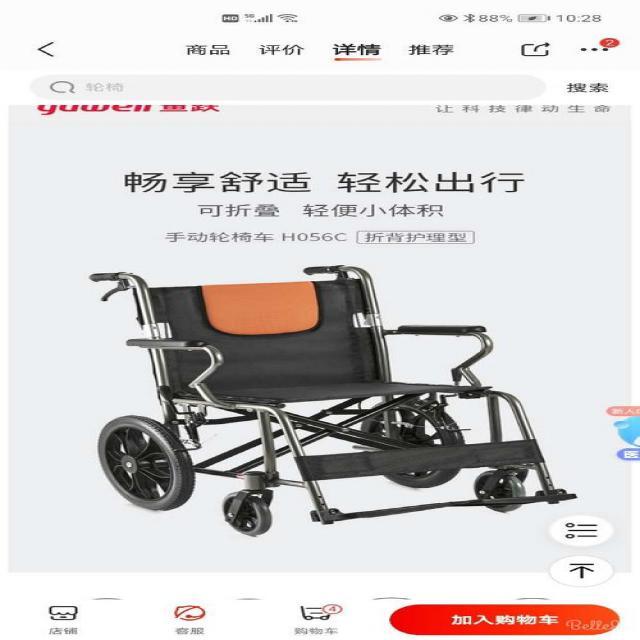 HD 5G 88% 10:28
商品 评价 详情 推荐 2
轮椅 搜索
yuwell 鱼跃 让科技律动生命
畅享舒适 轻松出行
可折叠 轻便小体积
手动轮椅车 H056C 折背护理型
新人
医
4
店铺 客服 购物车 加入购物车